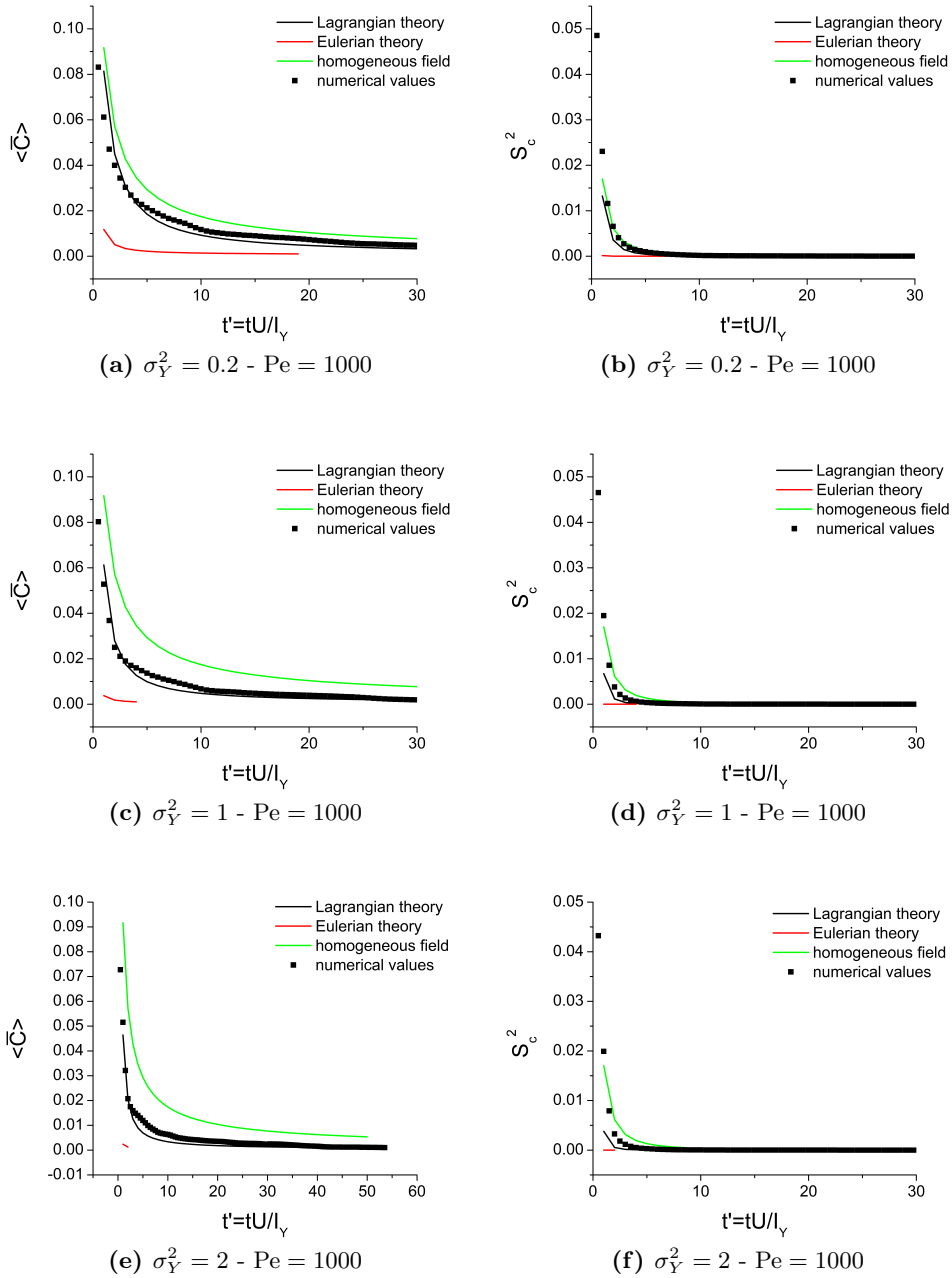 0.10
0.08
0.06
0.04
0.02
0.00
<C̅>
0 10 20 30
t'=tU/I_Y
Lagrangian theory
Eulerian theory
homogeneous field
numerical values
(a) σ_Y^2 = 0.2 - Pe = 1000
0.05
0.04
0.03
0.02
0.01
0.00
S_c^2
0 10 20 30
t'=tU/I_Y
Lagrangian theory
Eulerian theory
homogeneous field
numerical values
(b) σ_Y^2 = 0.2 - Pe = 1000
0.10
0.08
0.06
0.04
0.02
0.00
<C̅>
0 10 20 30
t'=tU/I_Y
Lagrangian theory
Eulerian theory
homogeneous field
numerical values
(c) σ_Y^2 = 1 - Pe = 1000
0.05
0.04
0.03
0.02
0.01
0.00
S_c^2
0 10 20 30
t'=tU/I_Y
Lagrangian theory
Eulerian theory
homogeneous field
numerical values
(d) σ_Y^2 = 1 - Pe = 1000
0.10
0.09
0.08
0.07
0.06
0.05
0.04
0.03
0.02
0.01
0.00
-0.01
<C̅>
0 10 20 30 40 50 60
t'=tU/I_Y
Lagrangian theory
Eulerian theory
homogeneous field
numerical values
(e) σ_Y^2 = 2 - Pe = 1000
0.05
0.04
0.03
0.02
0.01
0.00
S_c^2
0 10 20 30
t'=tU/I_Y
Lagrangian theory
Eulerian theory
homogeneous field
numerical values
(f) σ_Y^2 = 2 - Pe = 1000